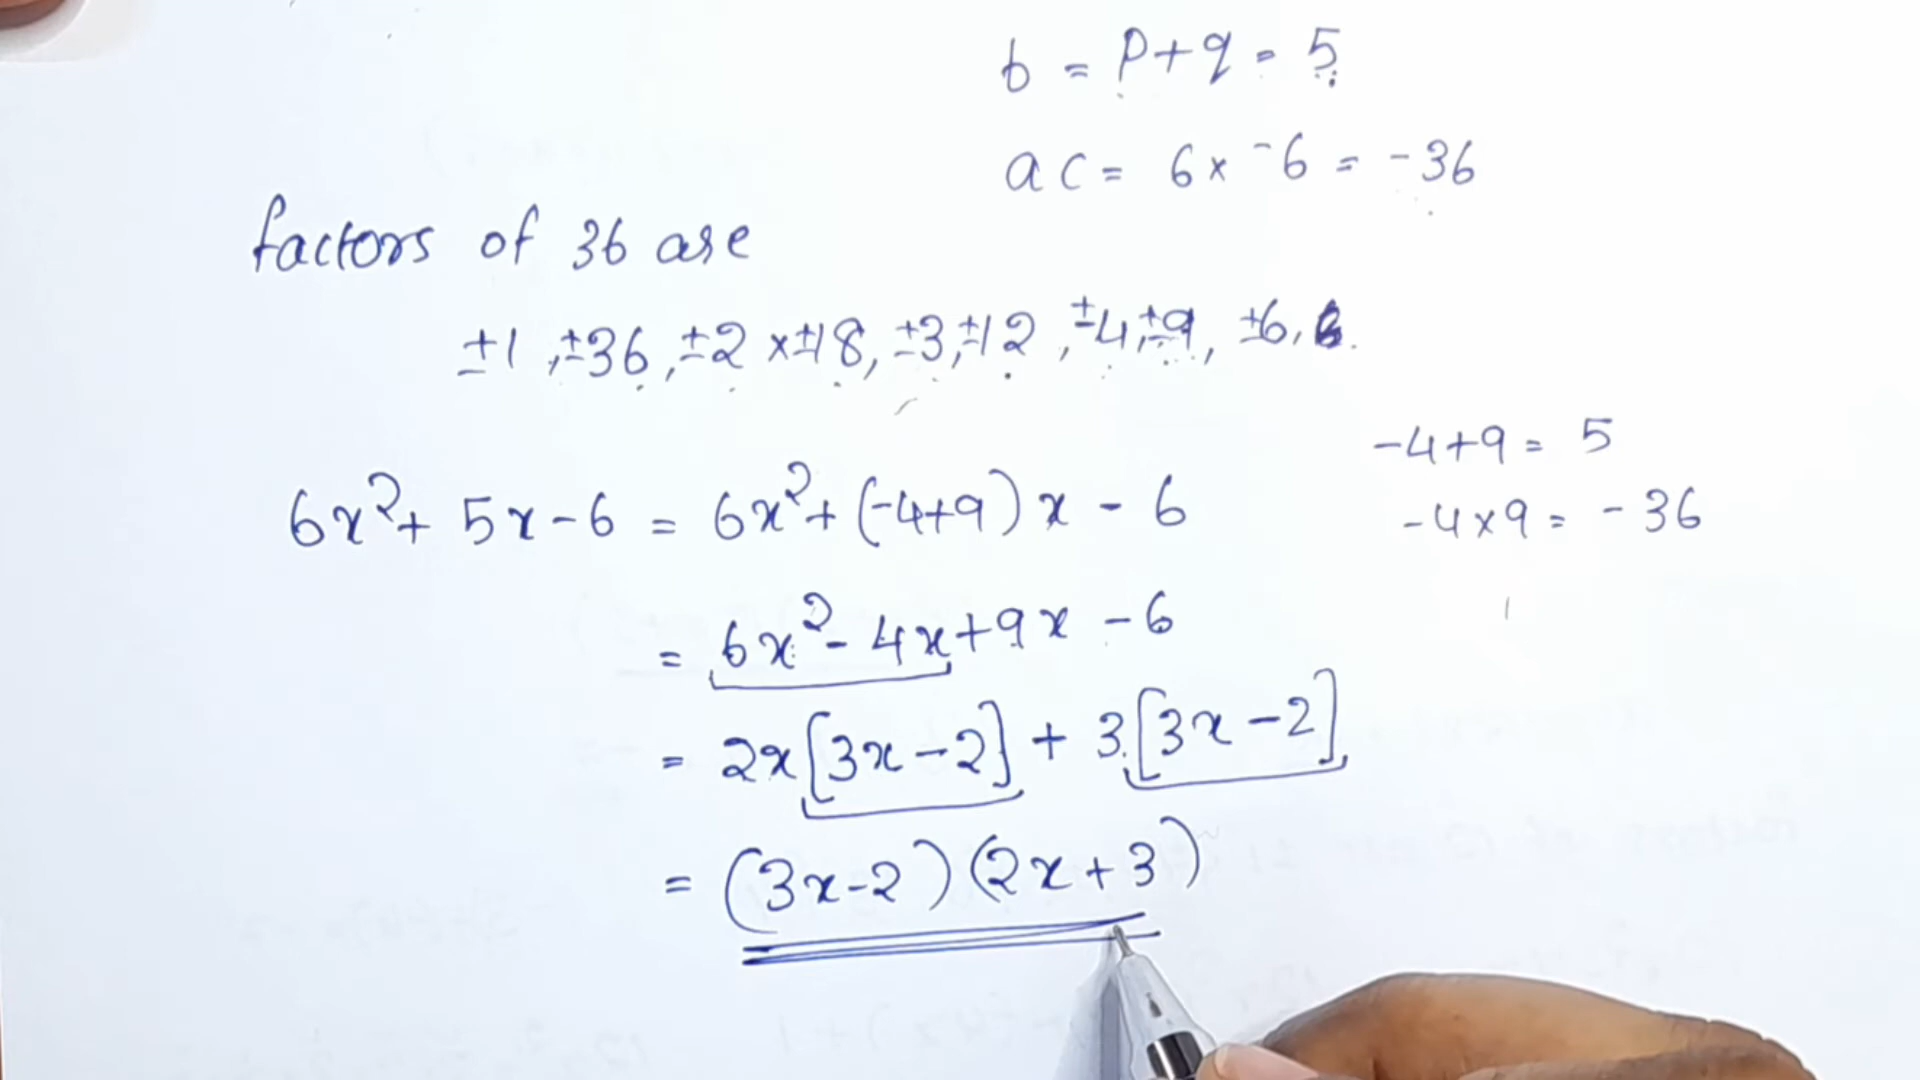 b = p+q = 5
ac = 6 x -6 = -36
factors of 36 are
±1, ±36, ±2 x ±18, ±3, ±12, ±4, ±9, ±6, 6.
-4+9 = 5
6x²+ 5x-6 = 6x²+ (-4+9)x - 6
-4x9 = -36
= 6x²- 4x+9x - 6
= 2x[3x-2] + 3[3x-2]
= (3x-2)(2x+3)